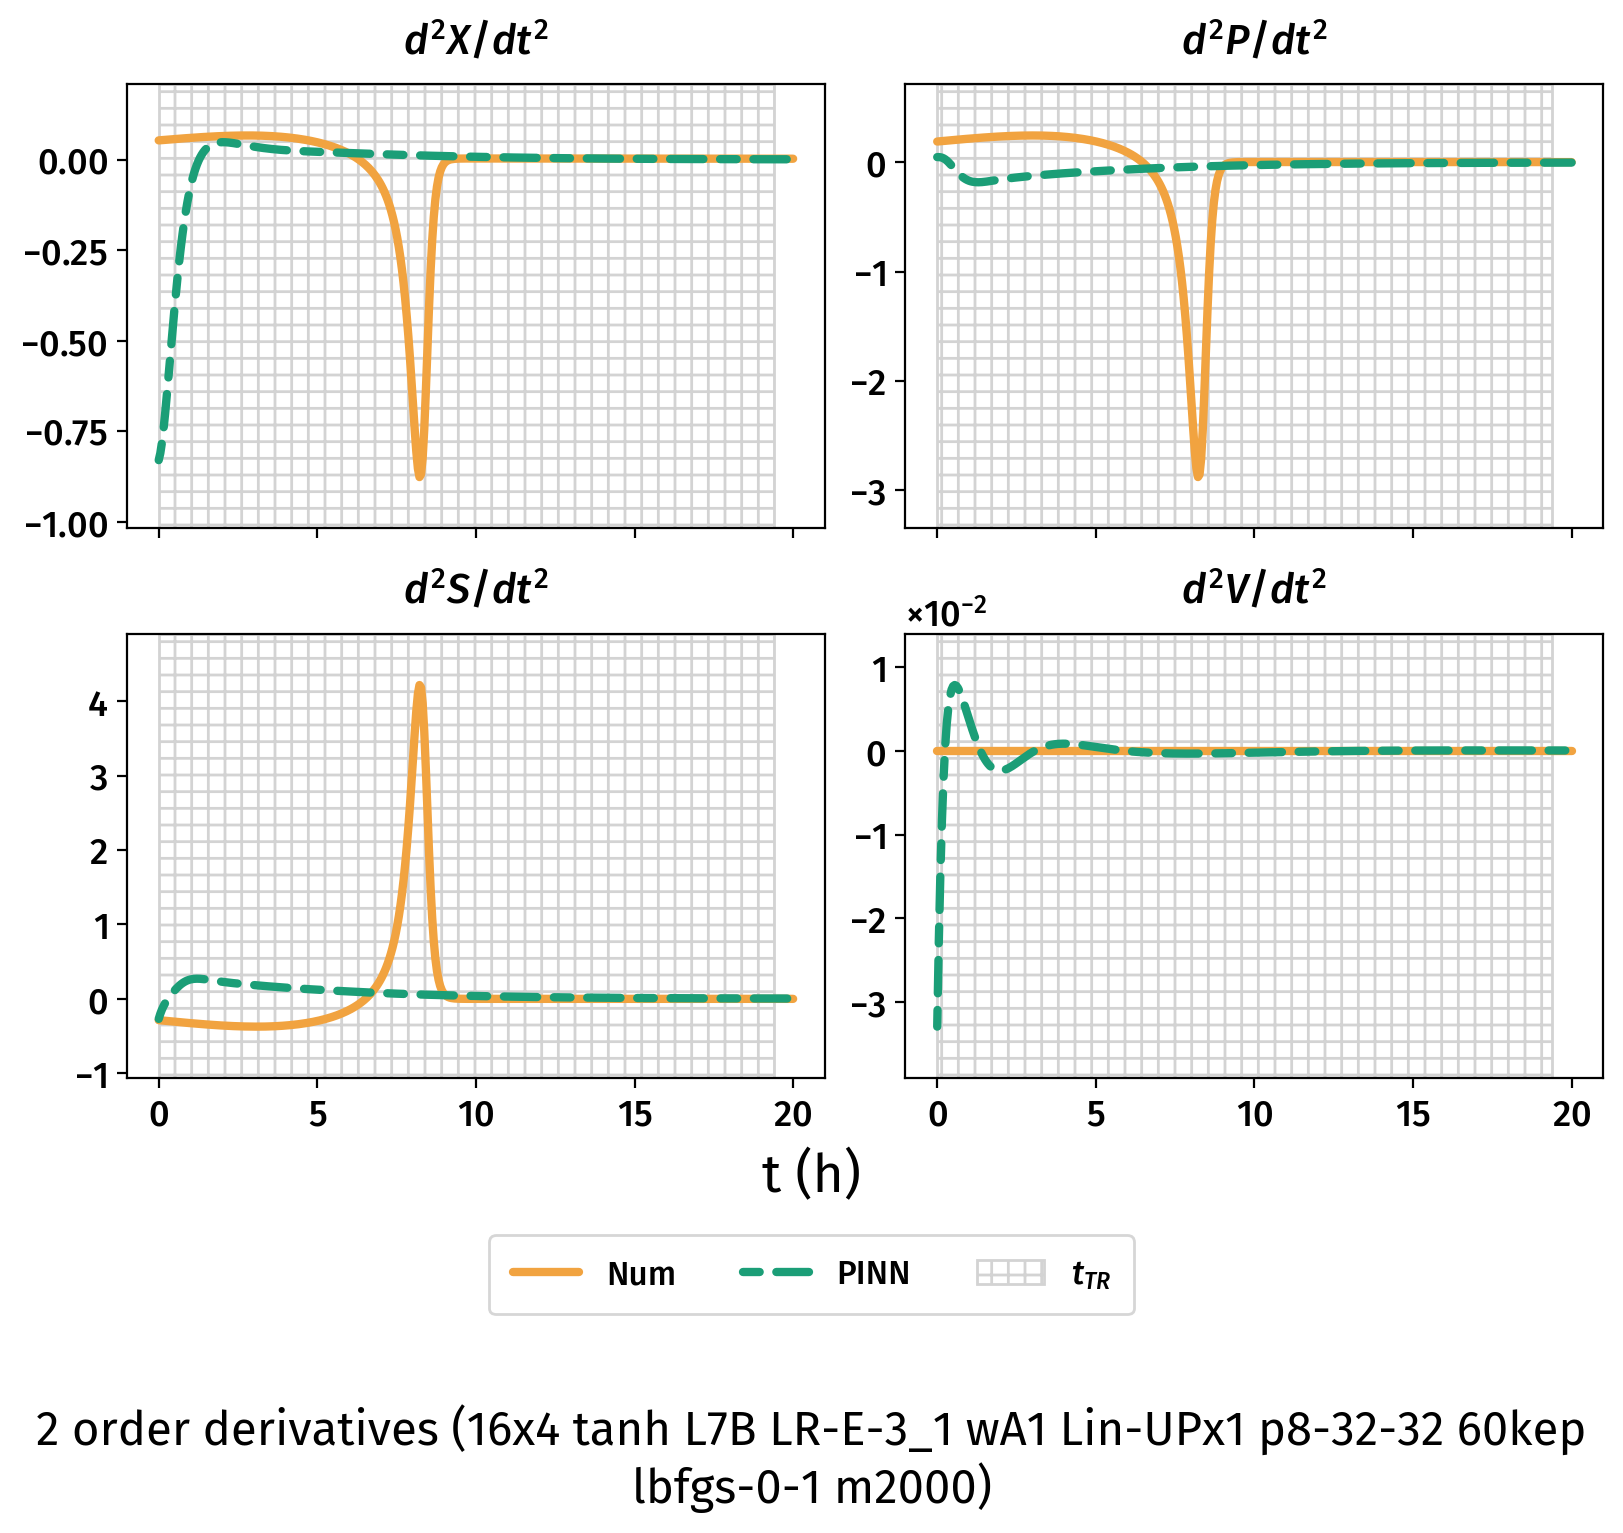 d²X/dt²
d²P/dt²
0.00
−0.25
−0.50
−0.75
−1.00
0
−1
−2
−3
d²S/dt²
d²V/dt²
×10⁻²
4
3
2
1
0
−1
1
0
−1
−2
−3
0 5 10 15 20
0 5 10 15 20
t (h)
Num PINN t_TR
2 order derivatives (16x4 tanh L7B LR-E-3_1 wA1 Lin-UPx1 p8-32-32 60kep
lbfgs-0-1 m2000)